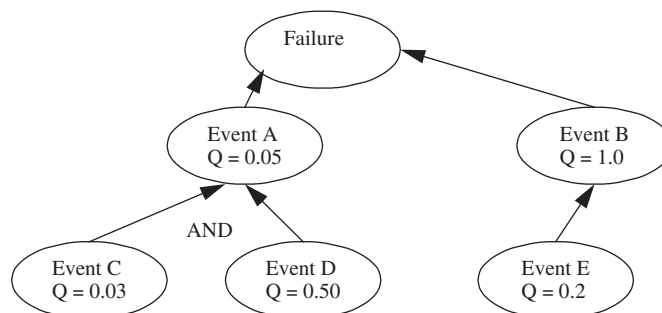 Failure
Event A
Q = 0.05
Event B
Q = 1.0
AND
Event C
Q = 0.03
Event D
Q = 0.50
Event E
Q = 0.2